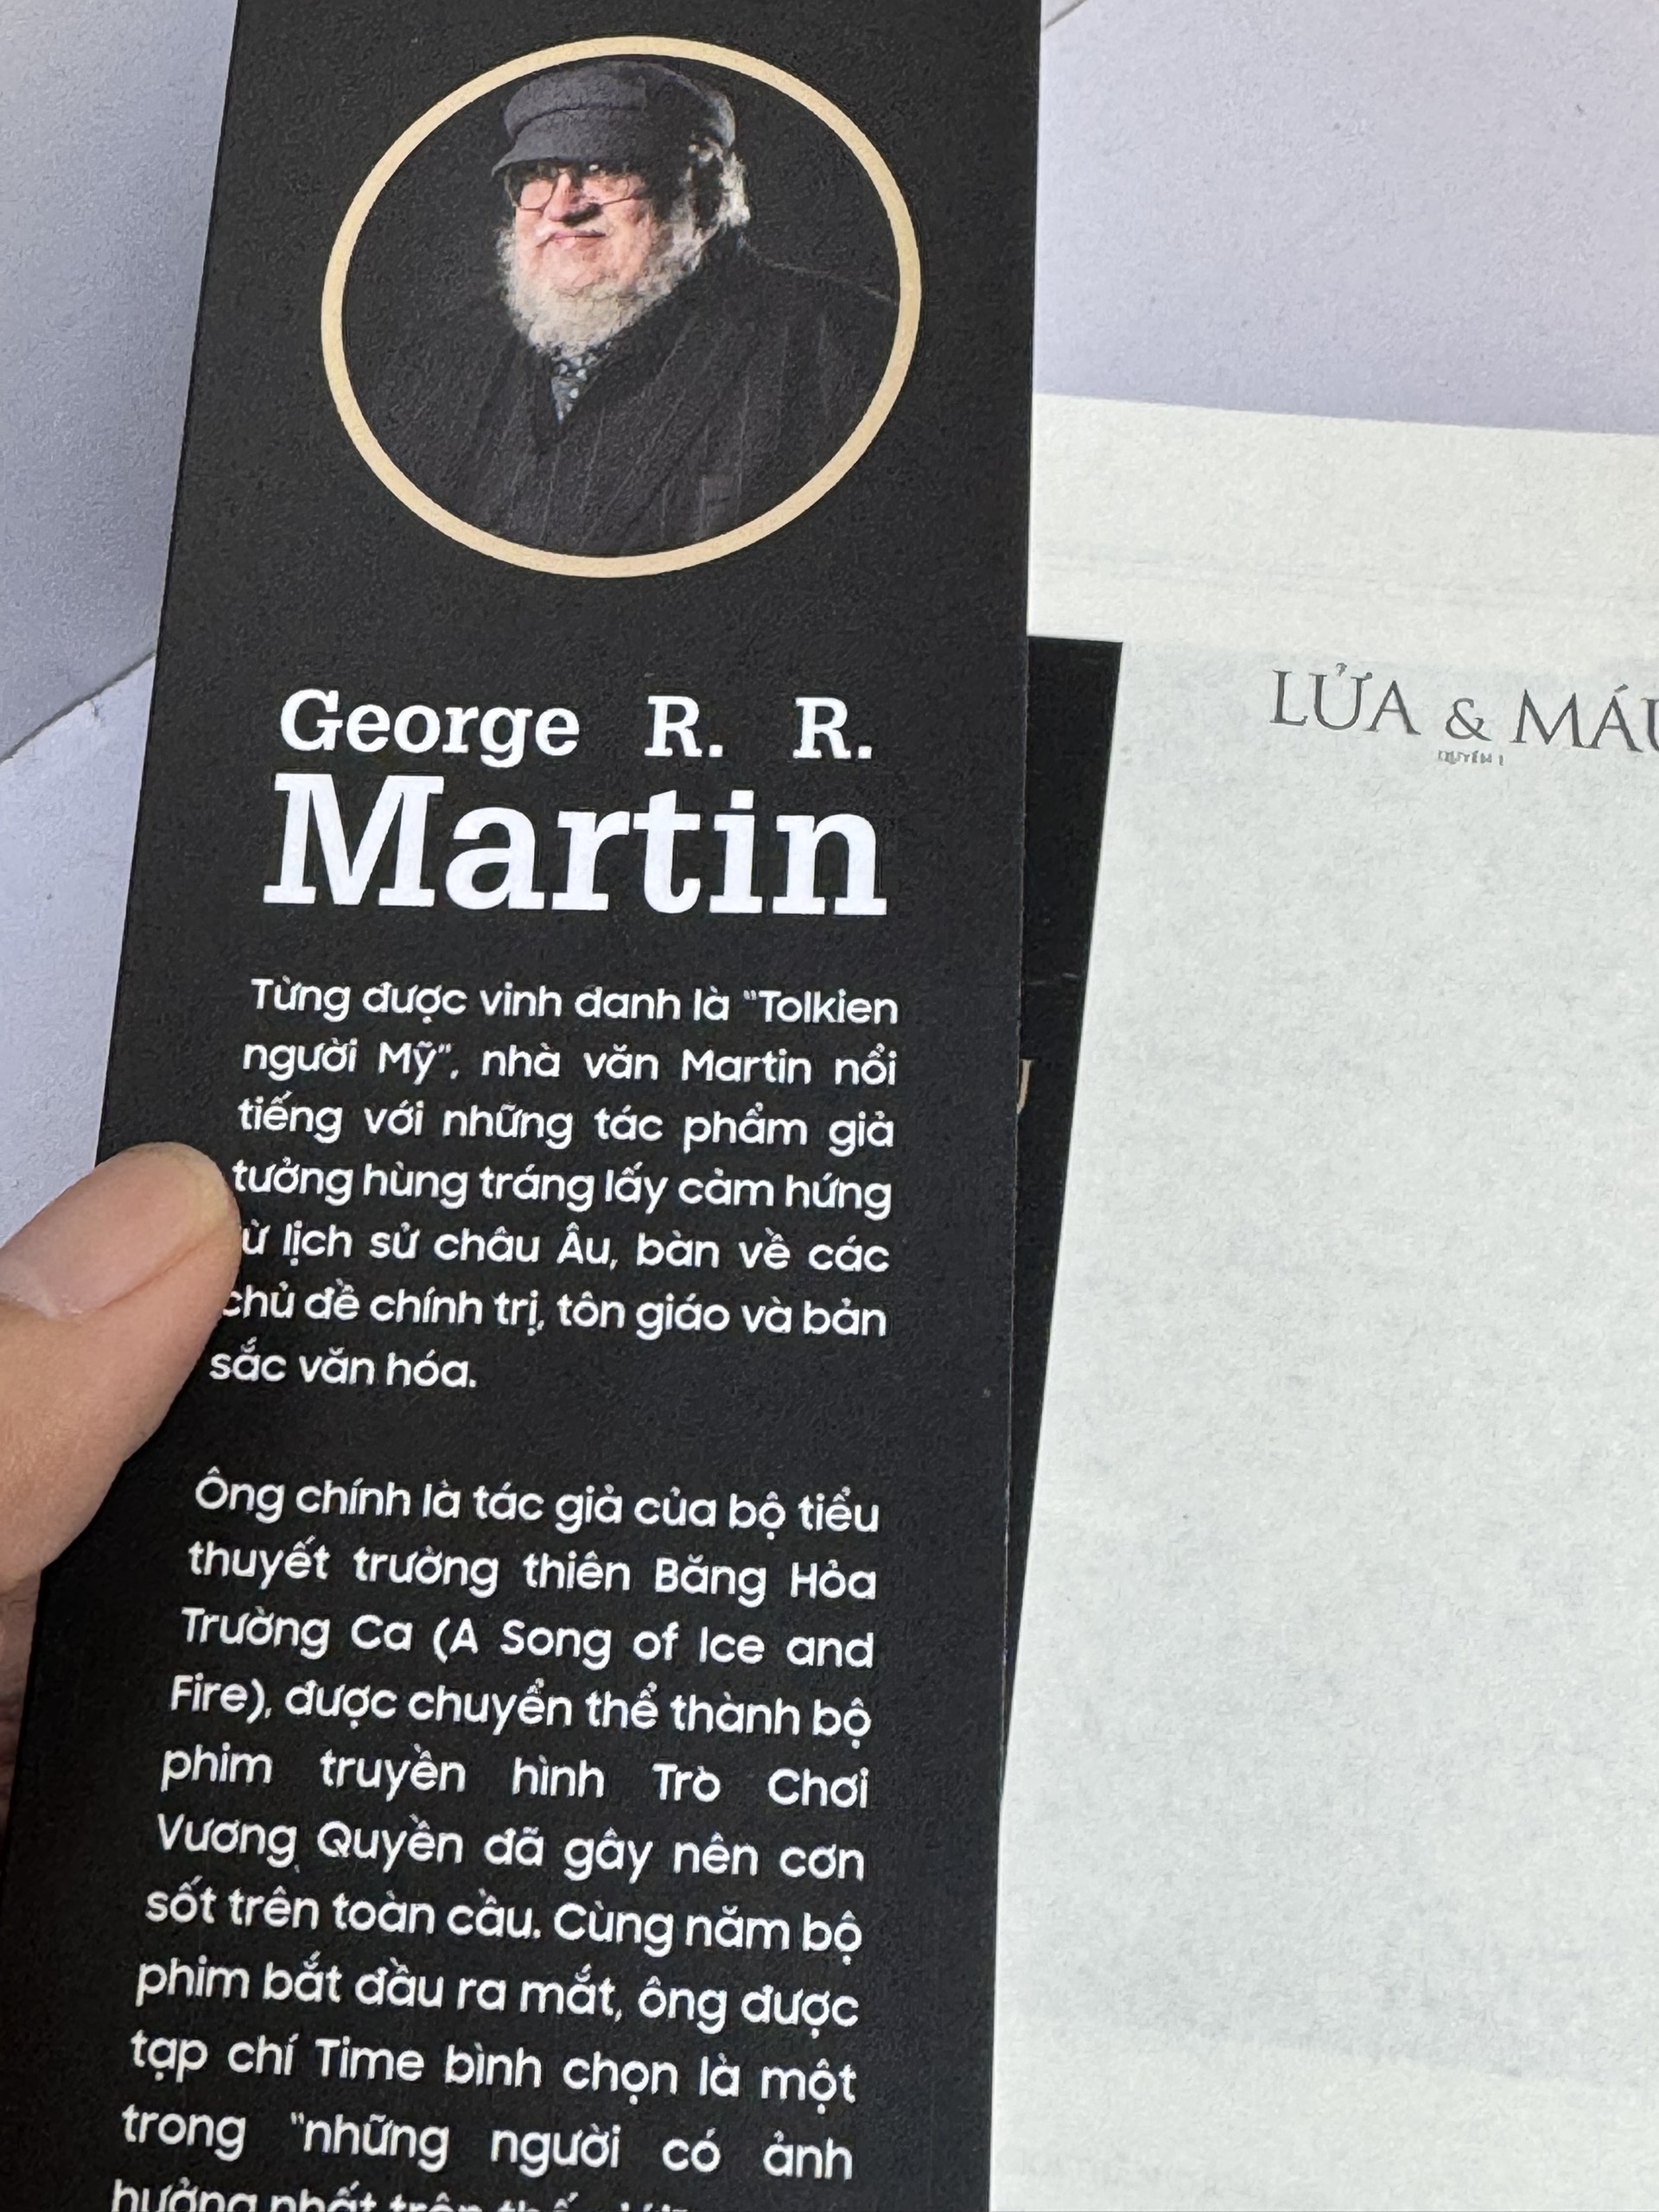 George R. R.
Martin
Từng được vinh danh là "Tolkien
người Mỹ", nhà văn Martin nổi
tiếng với những tác phẩm giả
tưởng hùng tráng lấy cảm hứng
lịch sử châu Âu, bàn về các
chủ đề chính trị, tôn giáo và bản
sắc văn hóa.
Ông chính là tác giả của bộ tiểu
thuyết trường thiên Băng Hỏa
Trường Ca (A Song of Ice and
Fire), được chuyển thể thành bộ
phim truyền hình Trò Chơi
Vương Quyền đã gây nên cơn
sốt trên toàn cầu. Cùng năm bộ
phim bắt đầu ra mắt, ông được
tạp chí Time bình chọn là một
trong "những người có ảnh
hưởng nhất trên
LỬA & MÁU
QUYỂN I